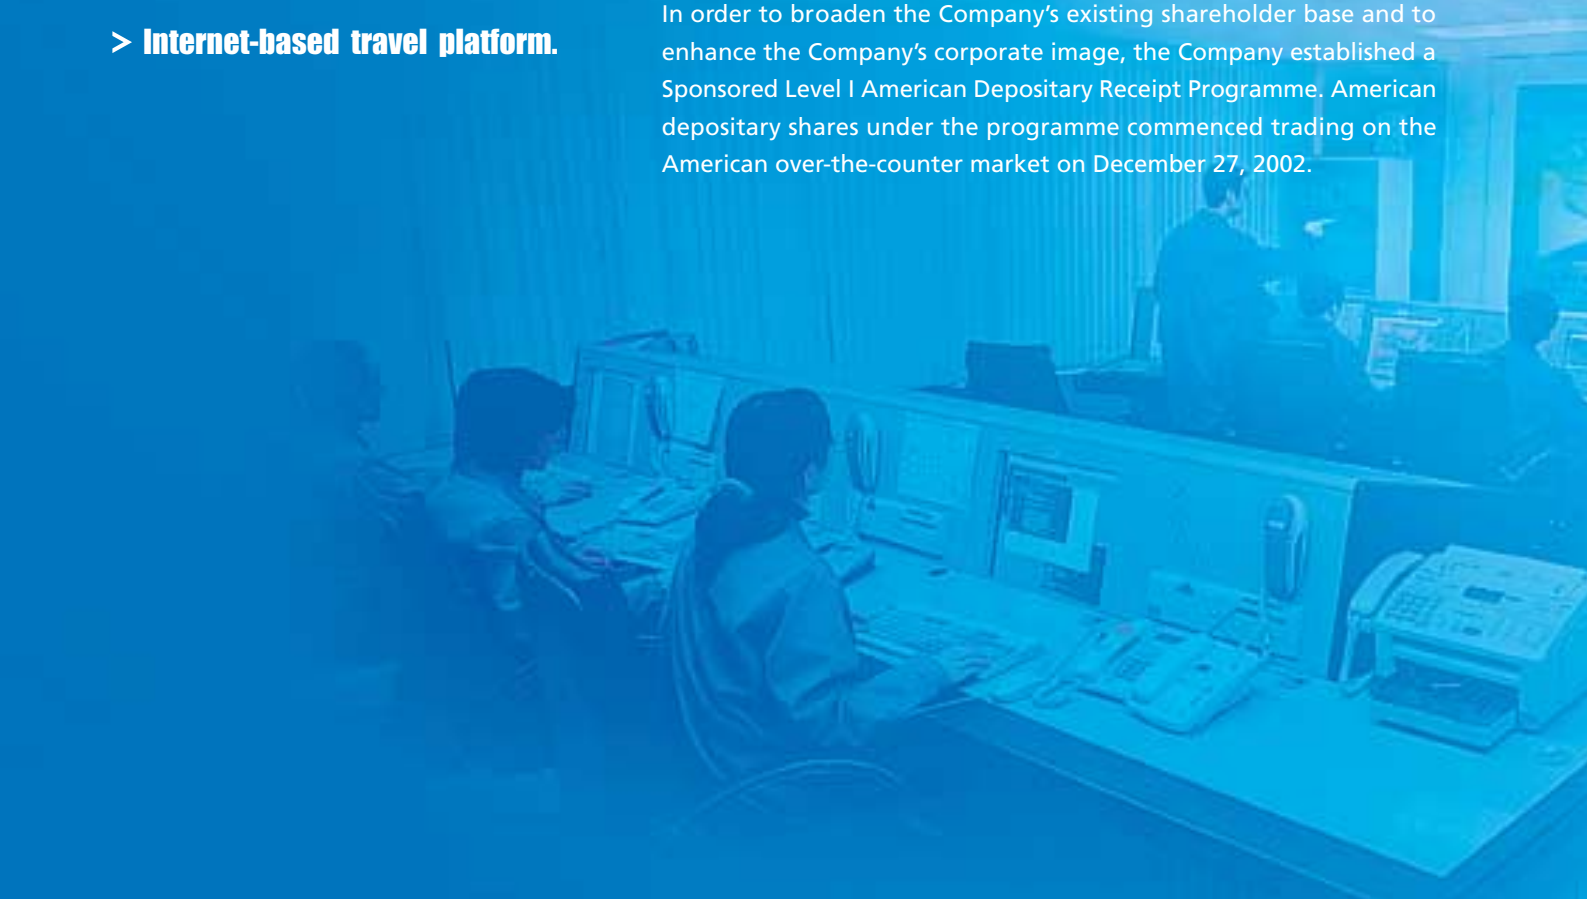 > Internet-based travel platform.
In order to broaden the Company’s existing shareholder base and to
enhance the Company’s corporate image, the Company established a
Sponsored Level I American Depositary Receipt Programme. American
depositary shares under the programme commenced trading on the
American over-the-counter market on December 27, 2002.